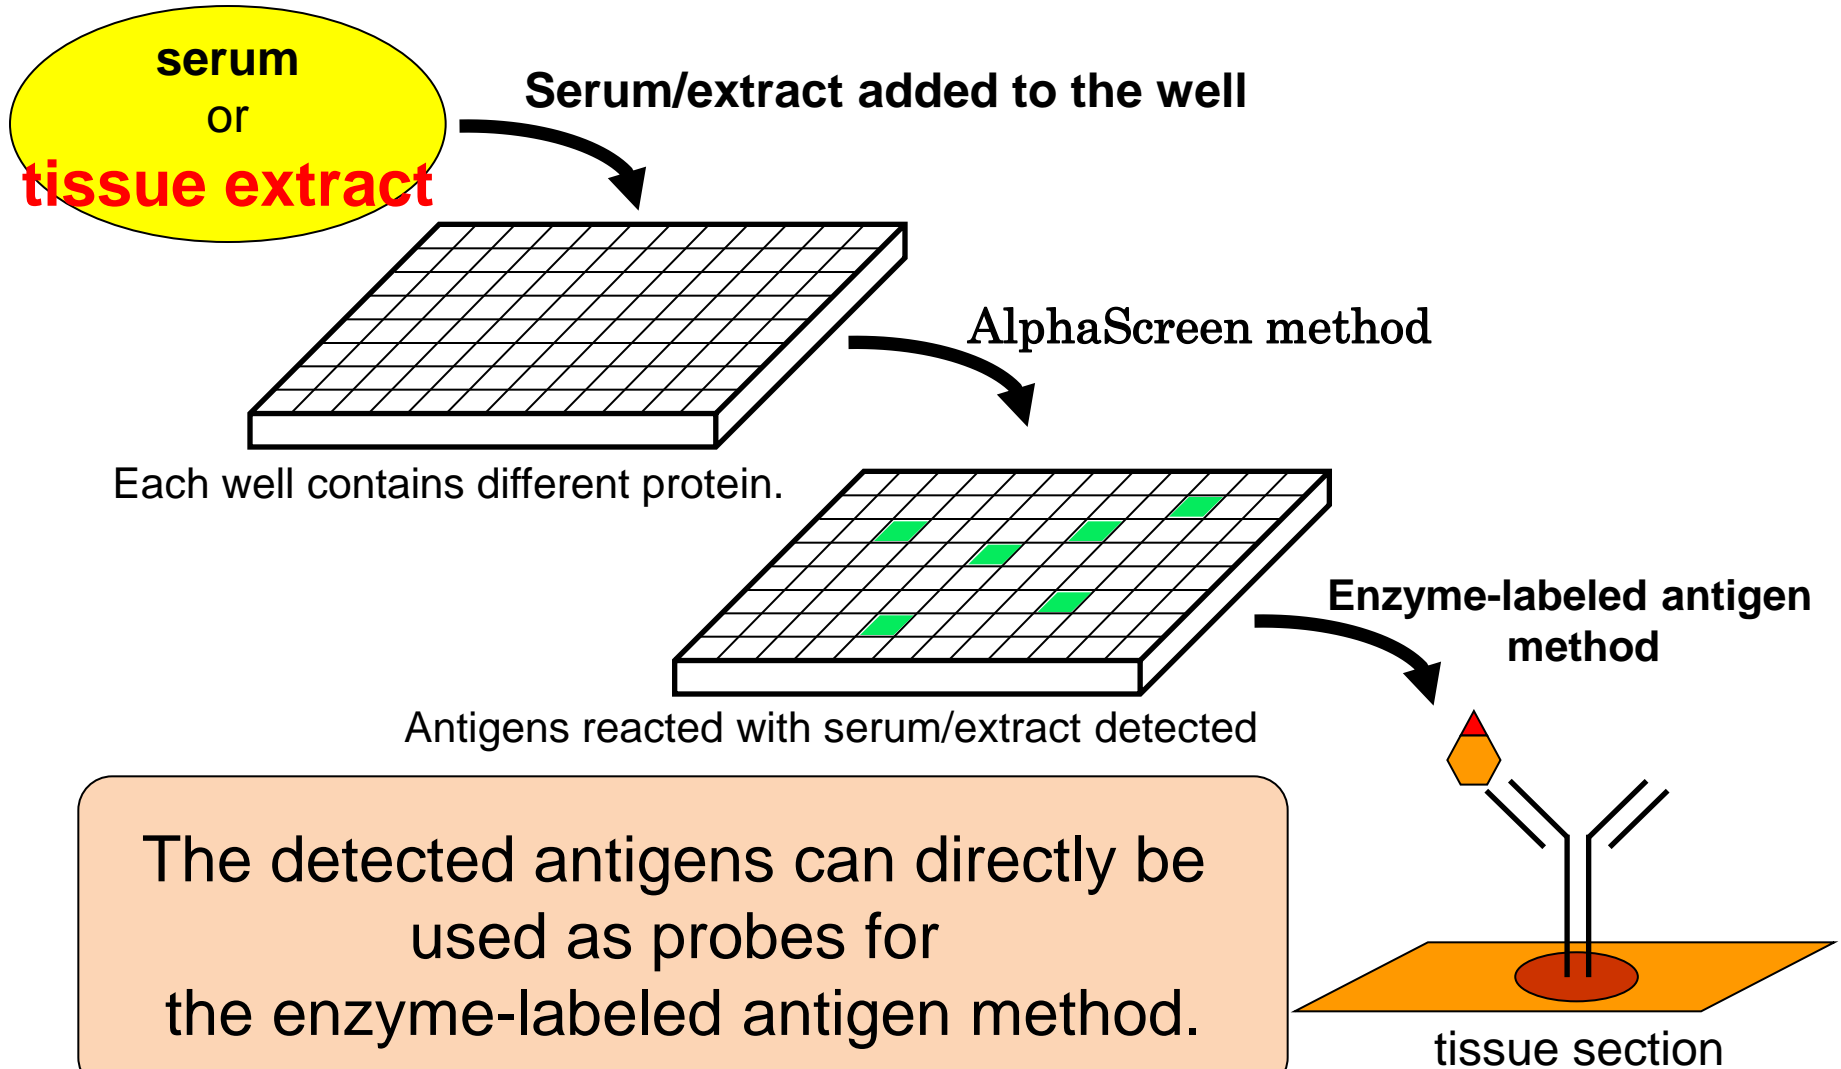 serum
or
tissue extract
Serum/extract added to the well
Each well contains different protein.
AlphaScreen method
Antigens reacted with serum/extract detected
Enzyme-labeled antigen
method
The detected antigens can directly be
used as probes for
the enzyme-labeled antigen method.
tissue section